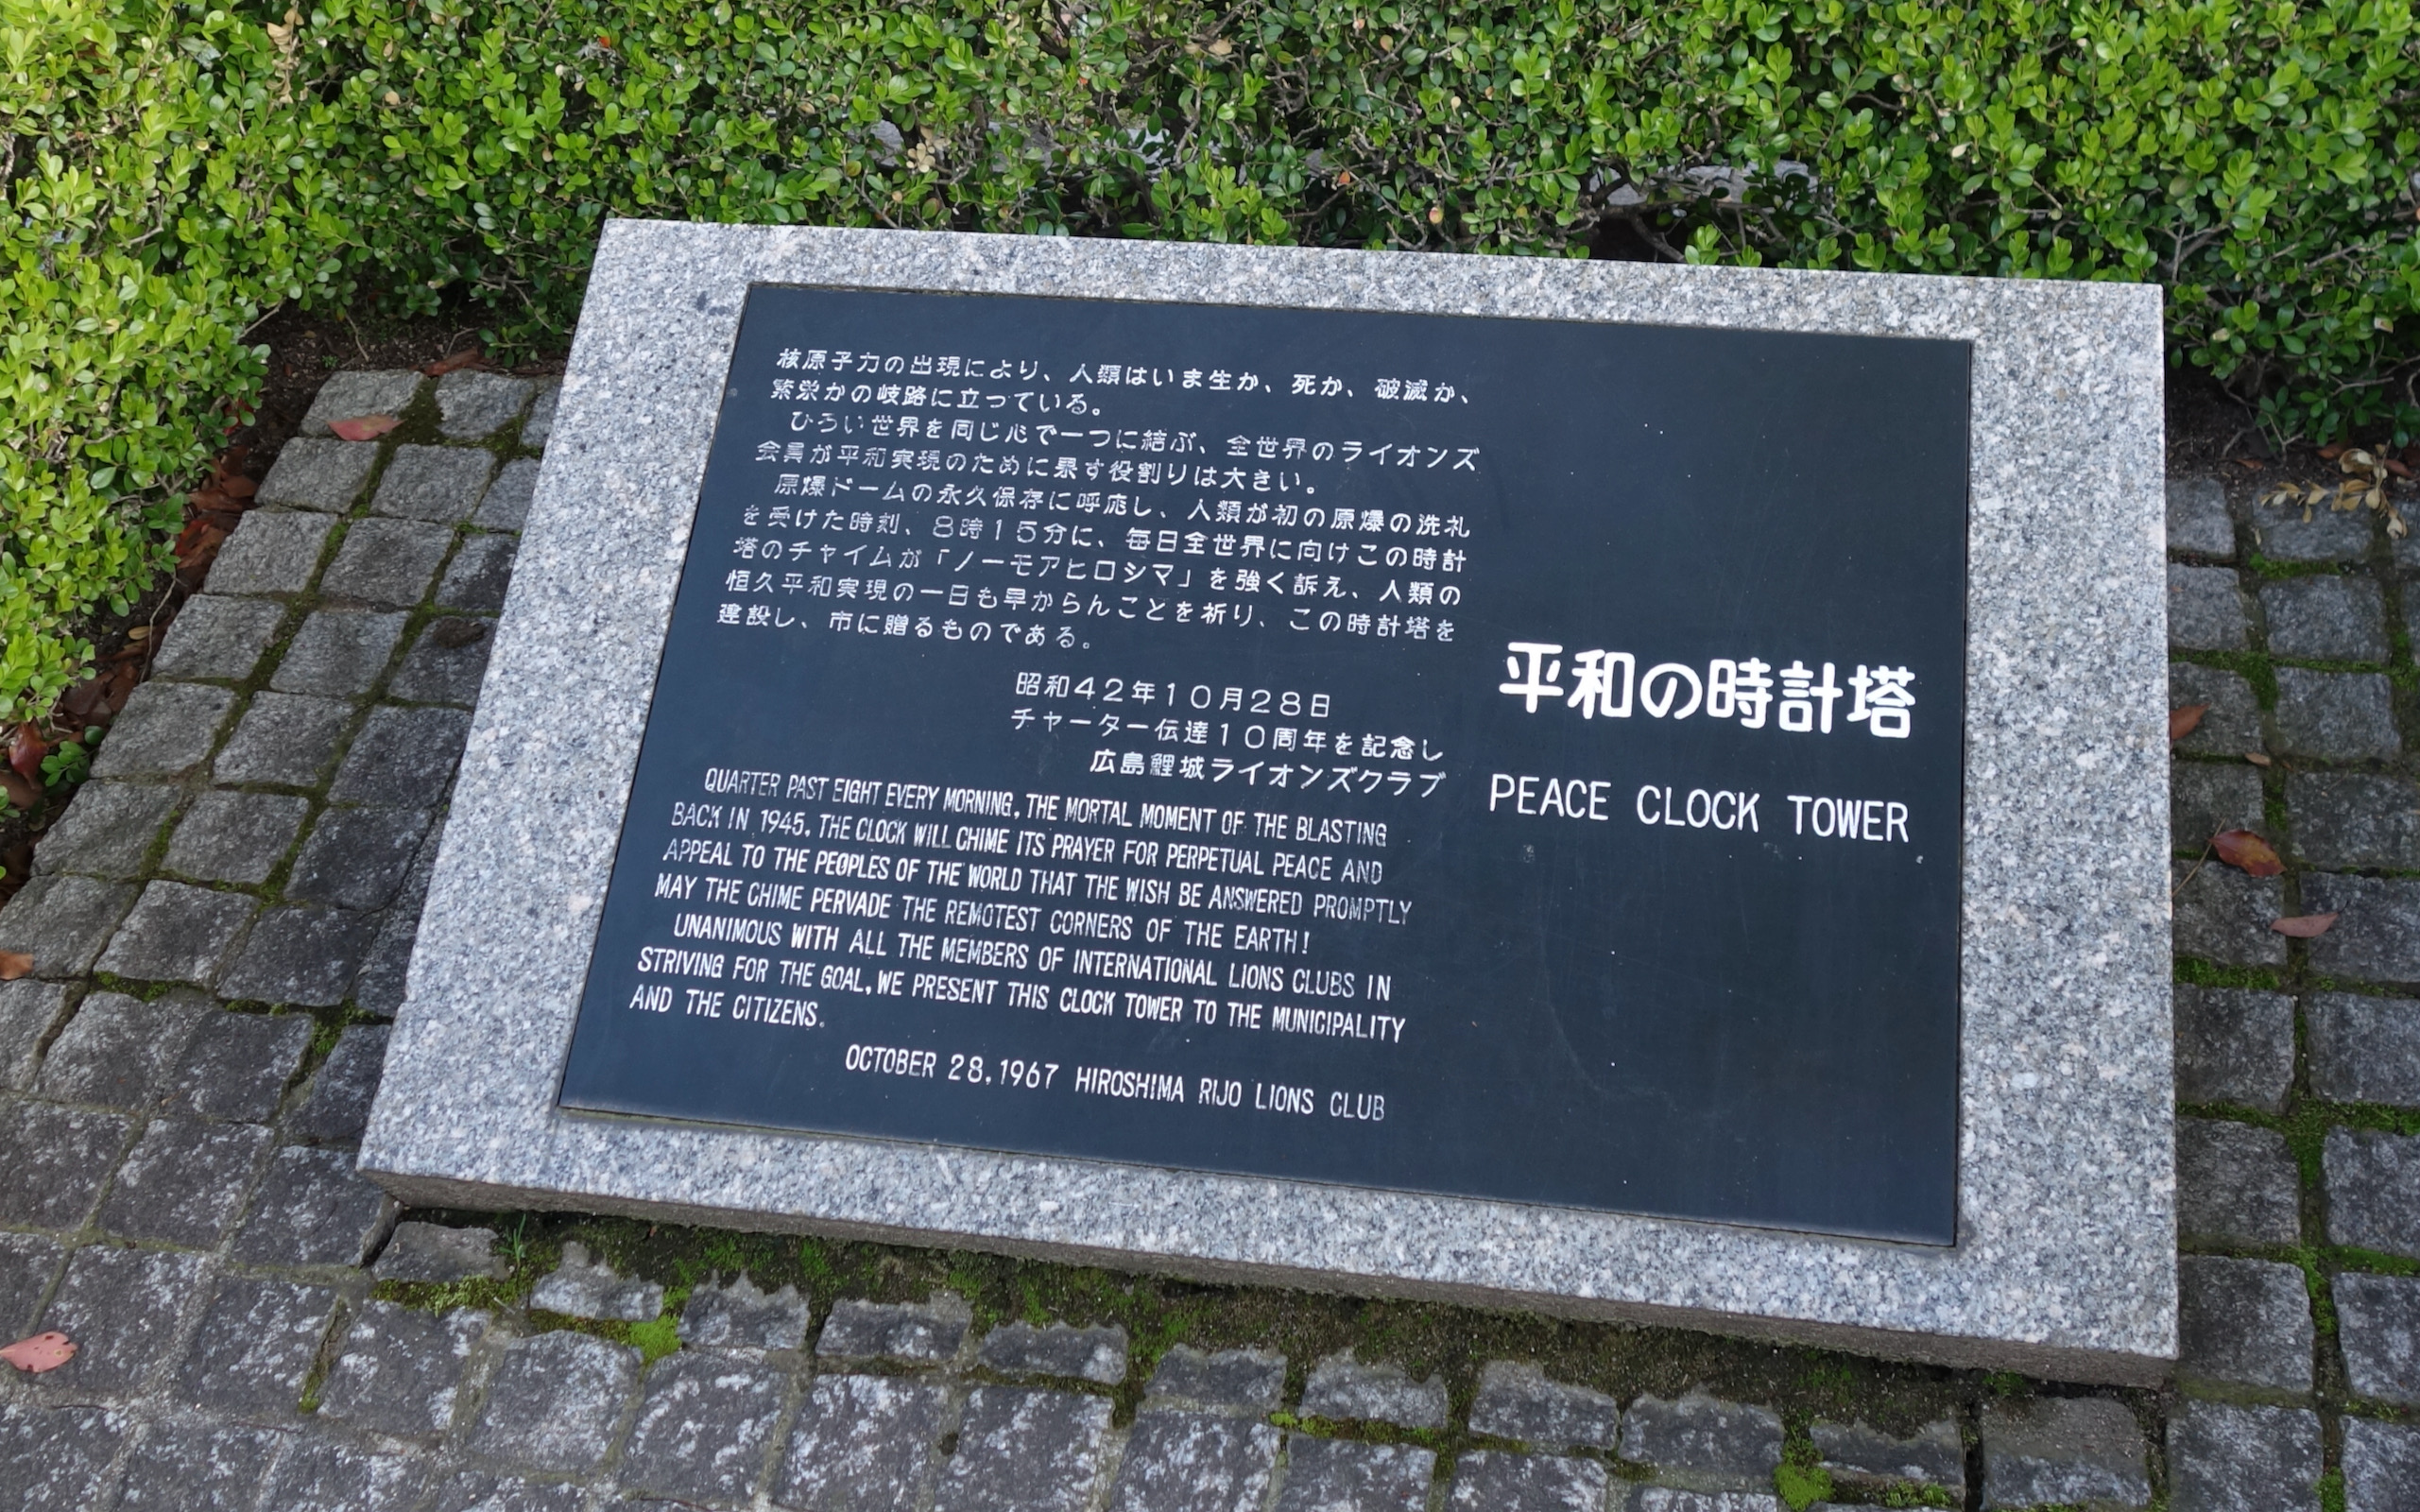 核原子力の出現により、人類はいま生か、死か、破滅か、
繁栄かの岐路に立っている。
ひろい世界を同じ心で一つに結ぶ、全世界のライオンズ
会員が平和実現のために果す役割りは大きい。
原爆ドームの永久保存に呼応し、人類が初の原爆の洗礼
を受けた時刻、8時15分に、毎日全世界に向けこの時計
塔のチャイムが「ノーモアヒロシマ」を強く訴え、人類の
恒久平和実現の一日も早からんことを祈り、この時計塔を
建設し、市に贈るものである。
昭和42年10月28日
チャーター伝達10周年を記念し
広島鯉城ライオンズクラブ
QUARTER PAST EIGHT EVERY MORNING, THE MORTAL MOMENT OF THE BLASTING
BACK IN 1945, THE CLOCK WILL CHIME ITS PRAYER FOR PERPETUAL PEACE AND
APPEAL TO THE PEOPLES OF THE WORLD THAT THE WISH BE ANSWERED PROMPTLY
MAY THE CHIME PERVADE THE REMOTEST CORNERS OF THE EARTH!
UNANIMOUS WITH ALL THE MEMBERS OF INTERNATIONAL LIONS CLUBS IN
STRIVING FOR THE GOAL, WE PRESENT THIS CLOCK TOWER TO THE MUNICIPALITY
AND THE CITIZENS.
OCTOBER 28,1967 HIROSHIMA RIJO LIONS CLUB
平和の時計塔
PEACE CLOCK TOWER